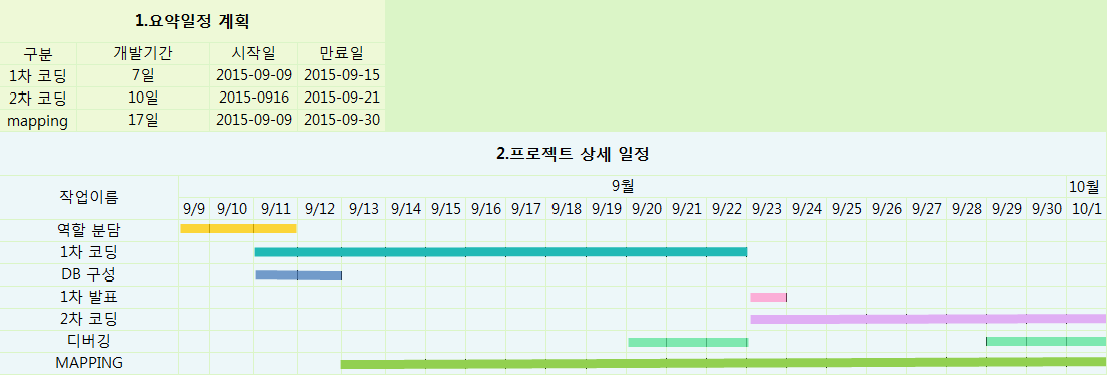 1.요약일정 계획
구분 개발기간 시작일 만료일
1차 코딩 7일 2015-09-09 2015-09-15
2차 코딩 10일 2015-0916 2015-09-21
mapping 17일 2015-09-09 2015-09-30
2.프로젝트 상세 일정
작업이름 9월 10월
9/9 9/10 9/11 9/12 9/13 9/14 9/15 9/16 9/17 9/18 9/19 9/20 9/21 9/22 9/23 9/24 9/25 9/26 9/27 9/28 9/29 9/30 10/1
역할 분담
1차 코딩
DB 구성
1차 발표
2차 코딩
디버깅
MAPPING